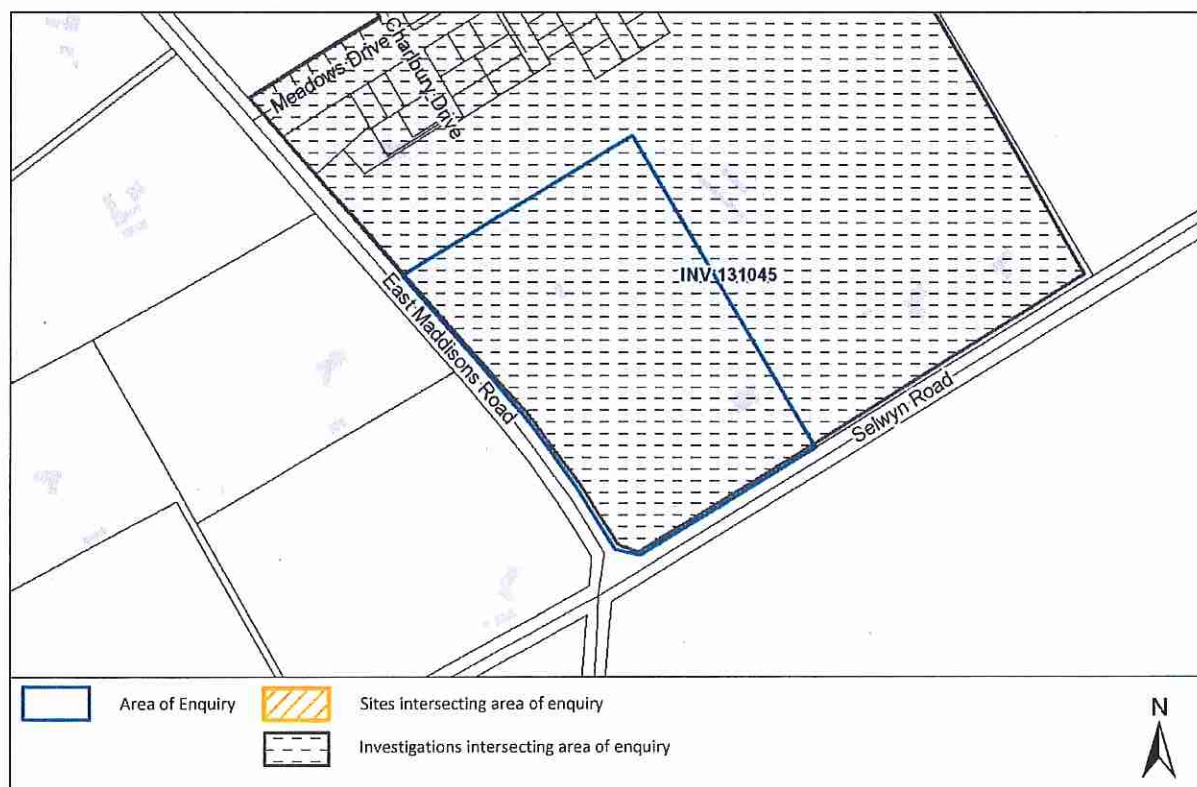 Meadows Drive
Charlbury Drive
INV 131045
East Maddisons Road
Selwyn Road
Area of Enquiry
Sites intersecting area of enquiry
Investigations intersecting area of enquiry
N